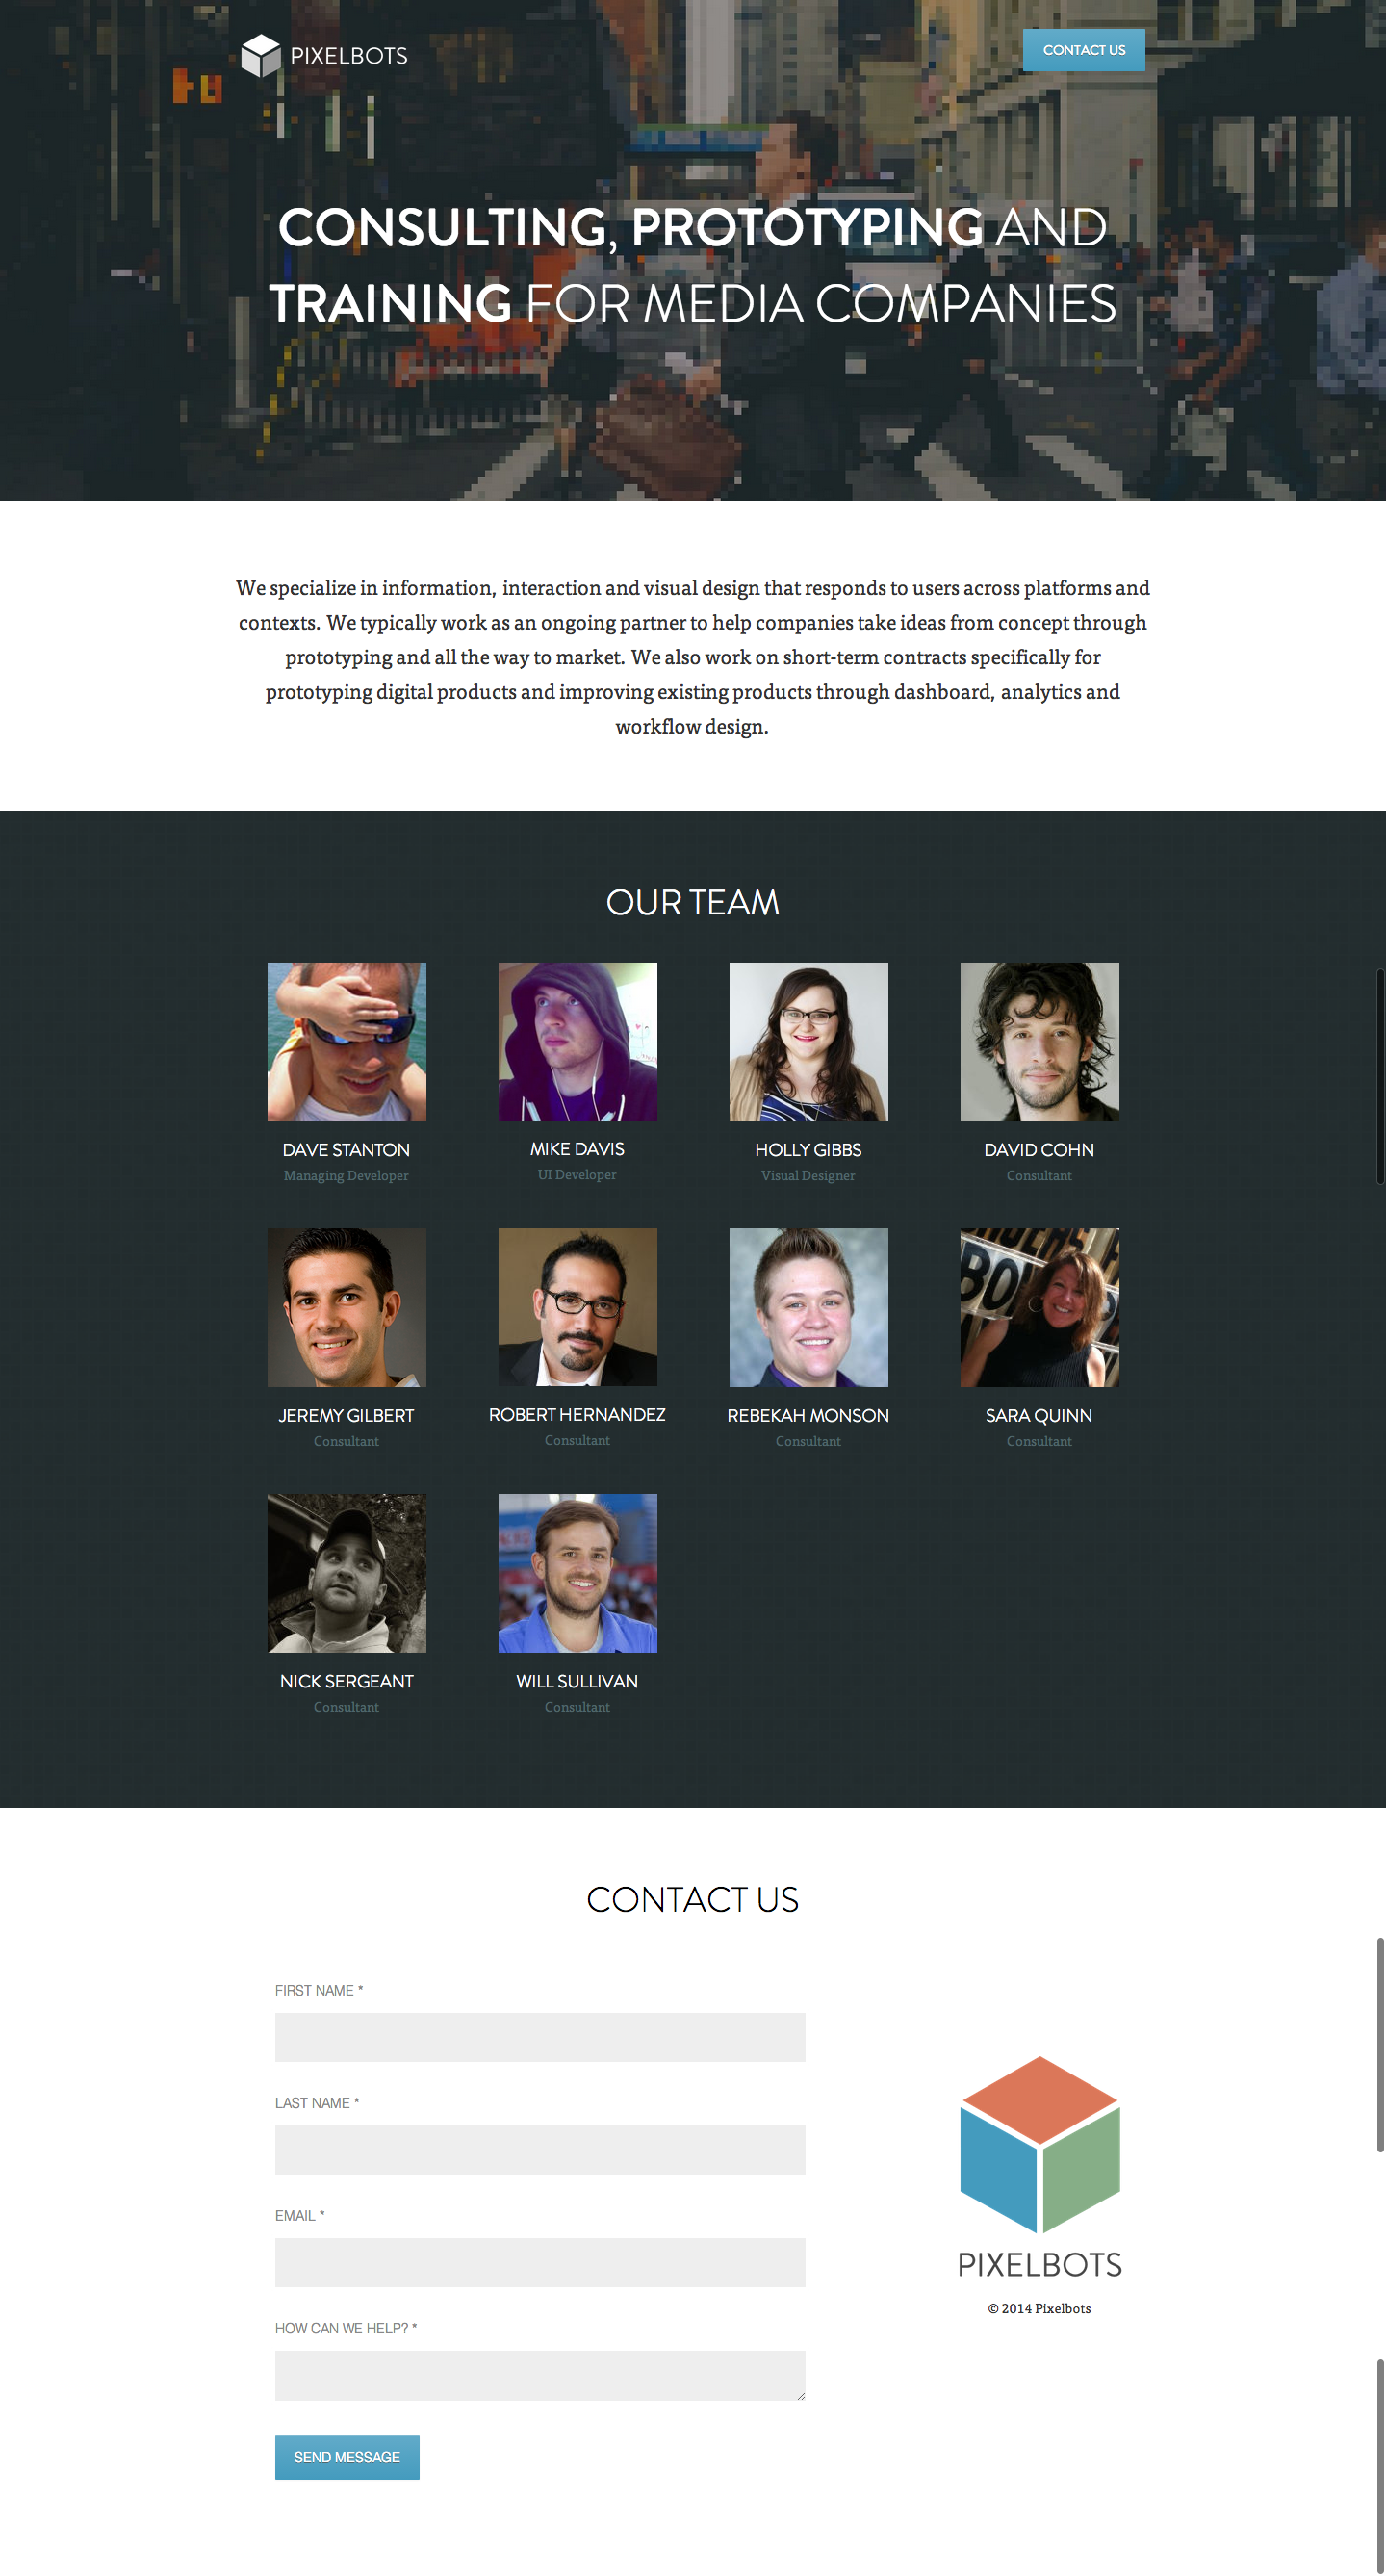 PIXELBOTS
CONTACT US
CONSULTING, PROTOTYPING AND
TRAINING FOR MEDIA COMPANIES
We specialize in information, interaction and visual design that responds to users across platforms and
contexts. We typically work as an ongoing partner to help companies take ideas from concept through
prototyping and all the way to market. We also work on short-term contracts specifically for
prototyping digital products and improving existing products through dashboard, analytics and
workflow design.
OUR TEAM
DAVE STANTON
Managing Developer
MIKE DAVIS
UI Developer
HOLLY GIBBS
Visual Designer
DAVID COHN
Consultant
JEREMY GILBERT
Consultant
ROBERT HERNANDEZ
Consultant
REBEKAH MONSON
Consultant
BO
SARA QUINN
Consultant
NICK SERGEANT
Consultant
WILL SULLIVAN
Consultant
CONTACT US
FIRST NAME *
LAST NAME *
EMAIL *
HOW CAN WE HELP? *
SEND MESSAGE
PIXELBOTS
© 2014 Pixelbots